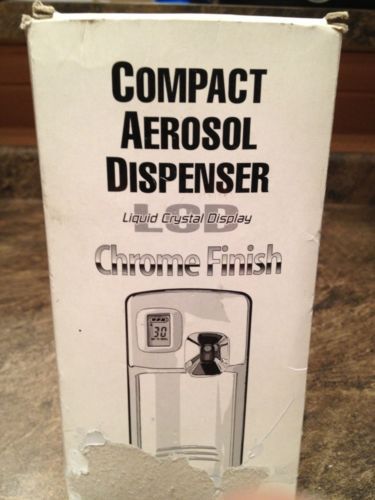 COMPACT
AEROSOL
DISPENSER
LCD
Liquid Crystal Display
Chrome Finish
30